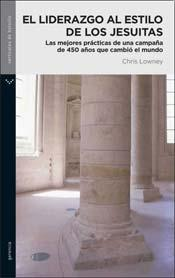 EL LIDERAZGO AL ESTILO
DE LOS JESUITAS
Las mejores prácticas de una campaña
de 450 años que cambió el mundo
Chris Lowney
gerencia